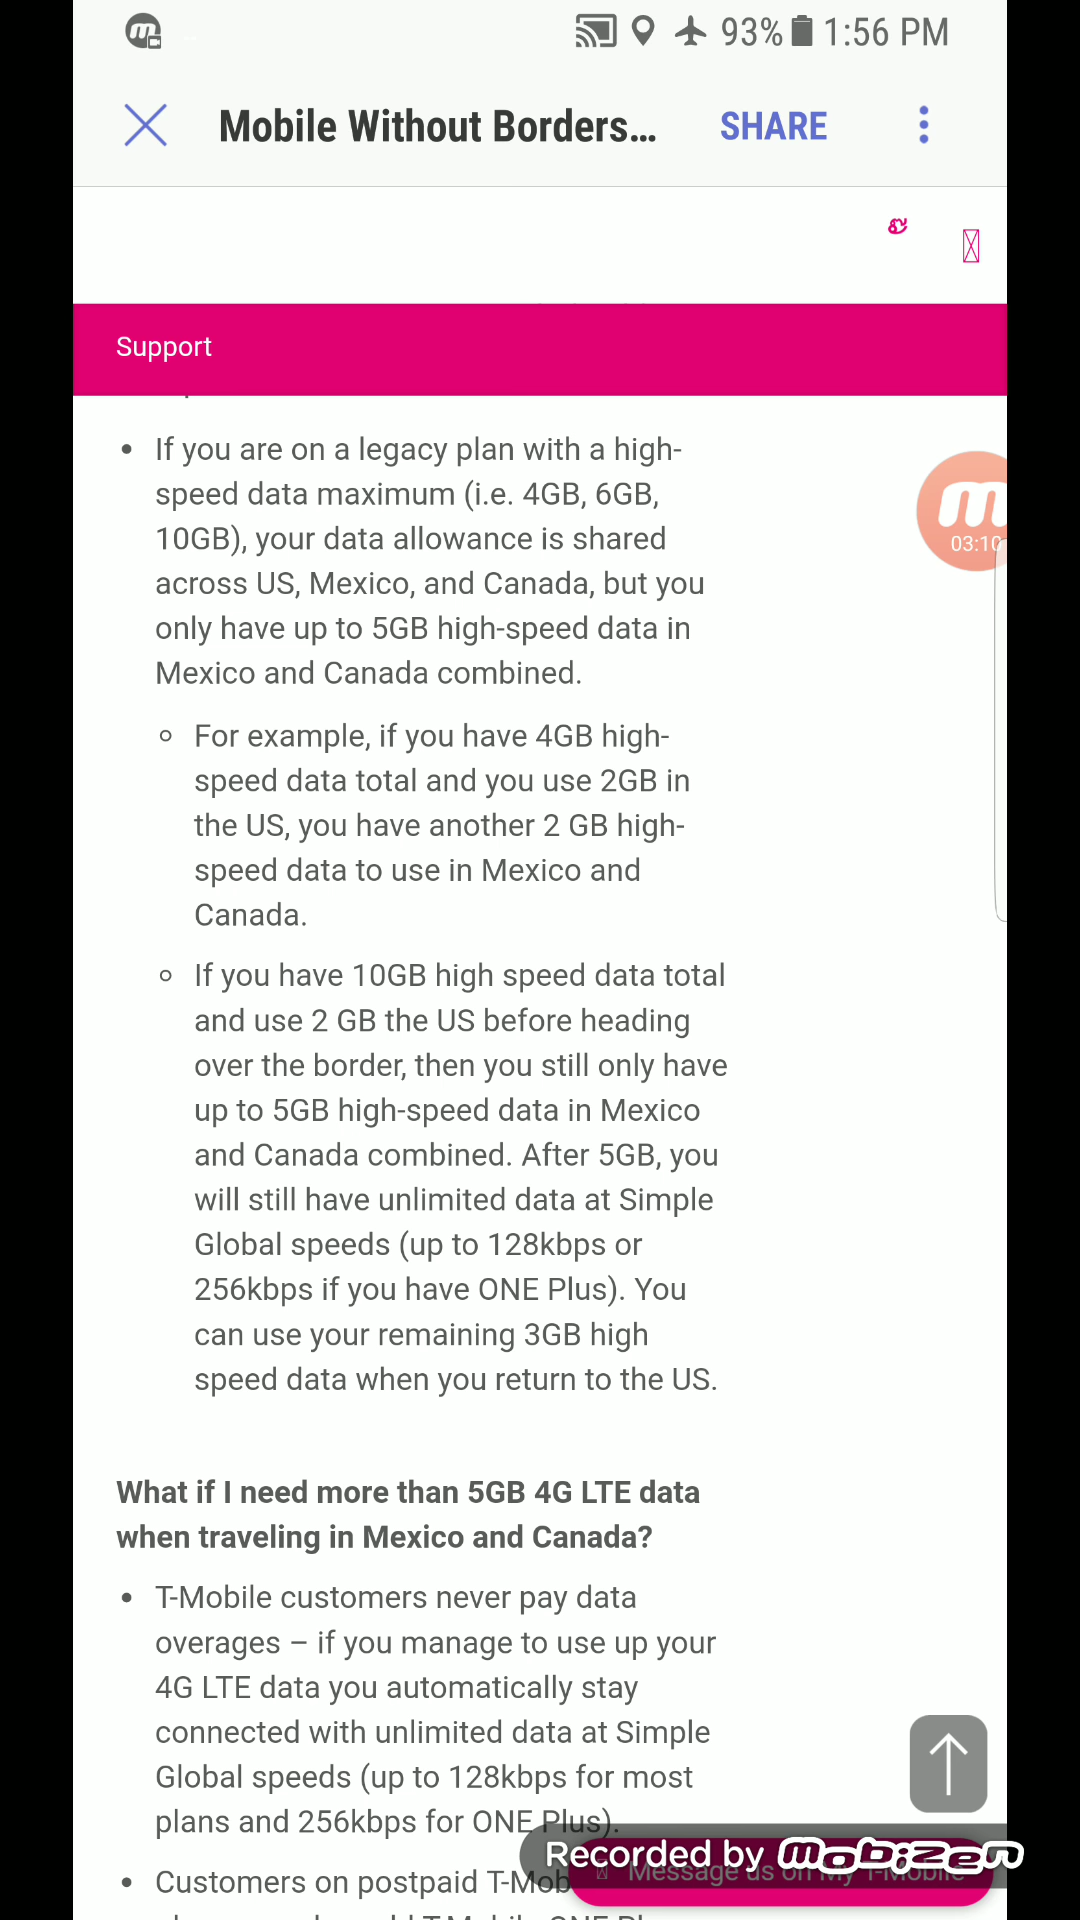 93% 1:56 PM
Mobile Without Borders... SHARE
Support
• If you are on a legacy plan with a high-
speed data maximum (i.e. 4GB, 6GB,
10GB), your data allowance is shared
across US, Mexico, and Canada, but you
only have up to 5GB high-speed data in
Mexico and Canada combined.
m
03:10
◦ For example, if you have 4GB high-
speed data total and you use 2GB in
the US, you have another 2 GB high-
speed data to use in Mexico and
Canada.
◦ If you have 10GB high speed data total
and use 2 GB the US before heading
over the border, then you still only have
up to 5GB high-speed data in Mexico
and Canada combined. After 5GB, you
will still have unlimited data at Simple
Global speeds (up to 128kbps or
256kbps if you have ONE Plus). You
can use your remaining 3GB high
speed data when you return to the US.
What if I need more than 5GB 4G LTE data
when traveling in Mexico and Canada?
• T-Mobile customers never pay data
overages – if you manage to use up your
4G LTE data you automatically stay
connected with unlimited data at Simple
Global speeds (up to 128kbps for most
plans and 256kbps for ONE Plus).
Recorded by mobizen
Message us on My T-Mobile
• Customers on postpaid T-Mob